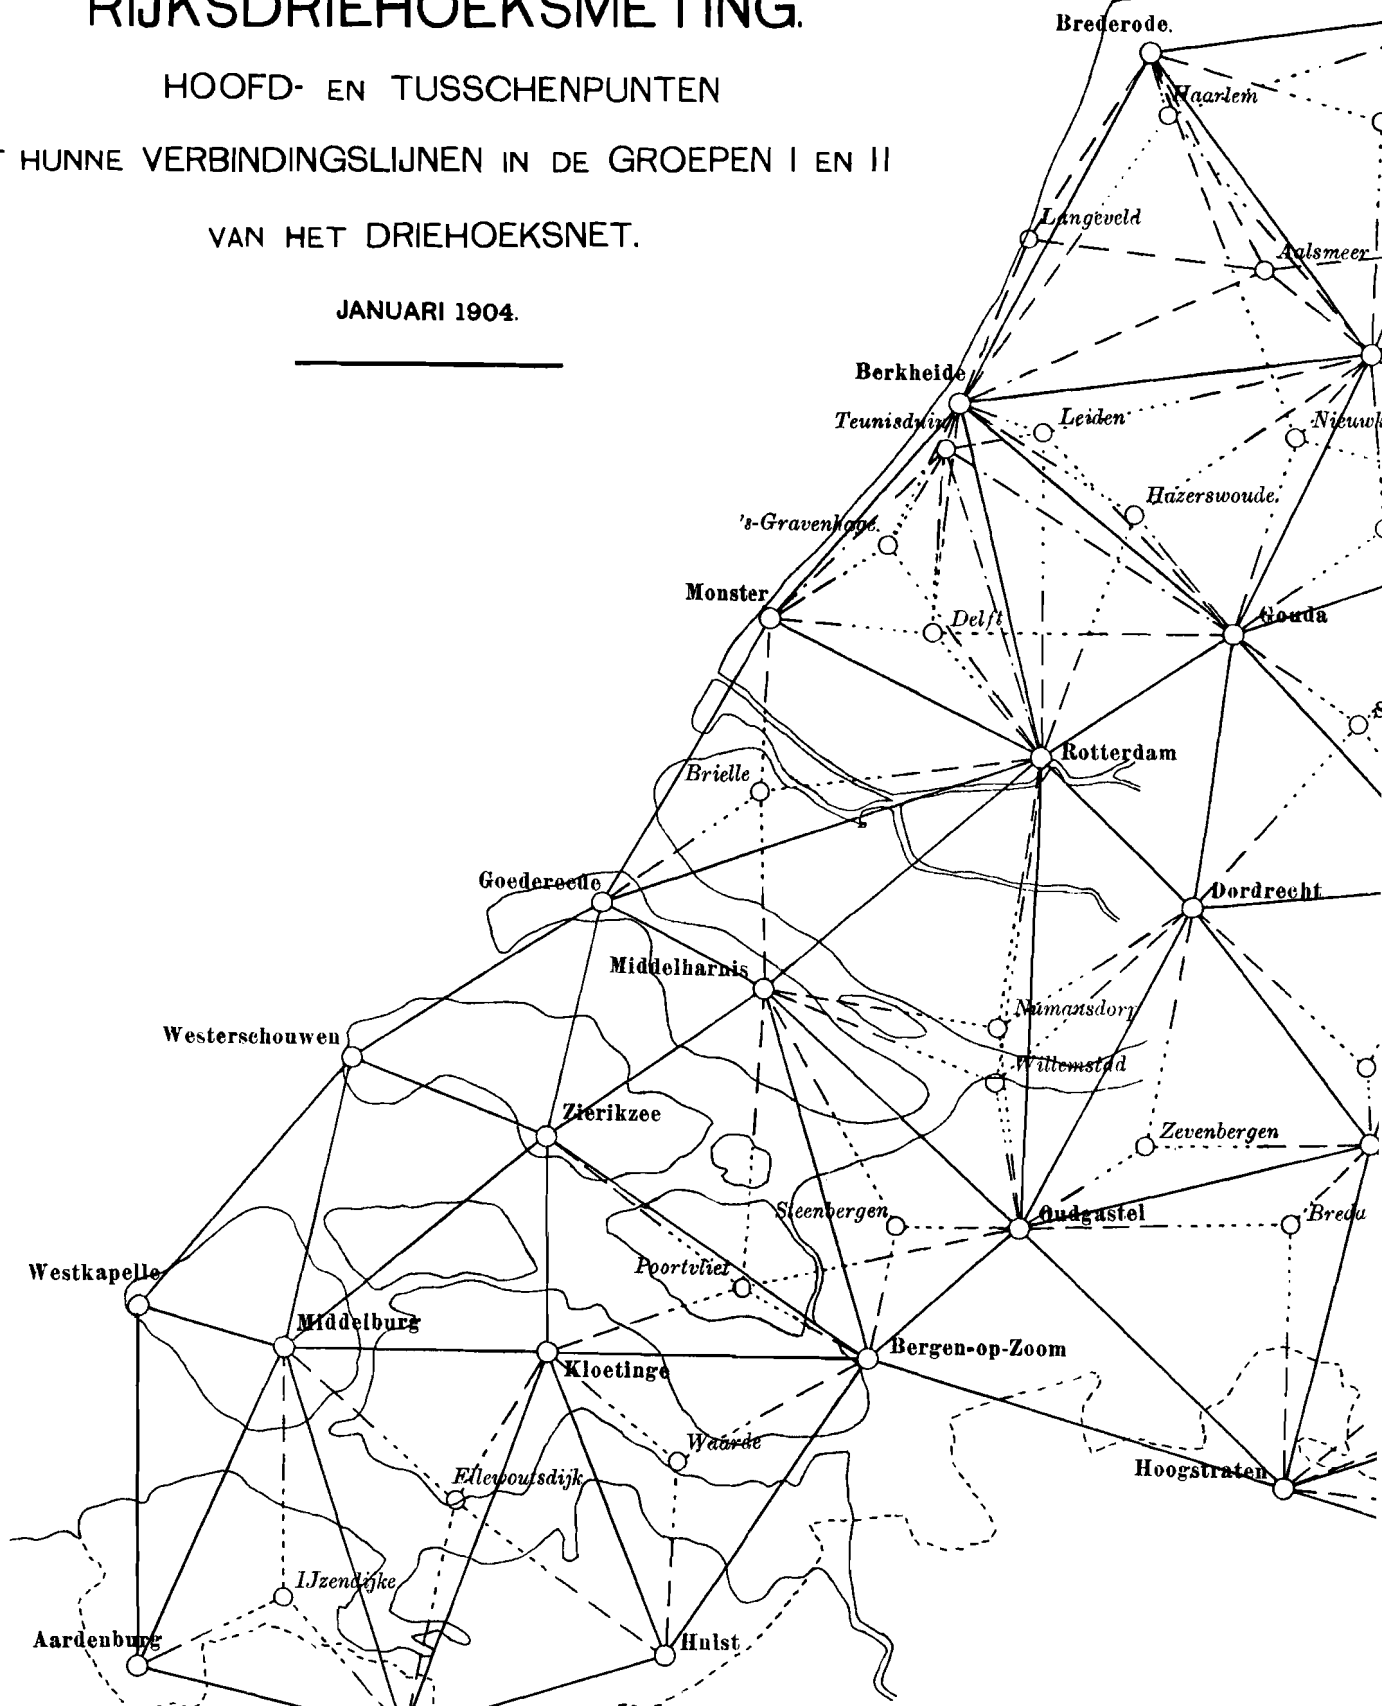 RIJKSDRIEHOEKSMETING.
HOOFD- EN TUSSCHENPUNTEN
HUNNE VERBINDINGSLIJNEN IN DE GROEPEN I EN II
VAN HET DRIEHOEKSNET.
JANUARI 1904.
Brederode.
Haarlem
Langeveld
Aalsmeer
Berkheide
Teunisduin
Leiden
Hazerswoude.
's-Gravenhage.
Monster
Delft
Gouda
Rotterdam
Brielle
Goedereede
Dordrecht
Middelharnis
Numansdorp
Westerschouwen
Willemstad
Zierikzee
Zevenbergen
Steenbergen
Oudgastel
Breda
Westkapelle
Poortvliet
Middelburg
Bergen-op-Zoom
Kloetinge
Waarde
Hoogstraten
Ellewoutsdijk
IJzendijke
Aardenburg
Hulst